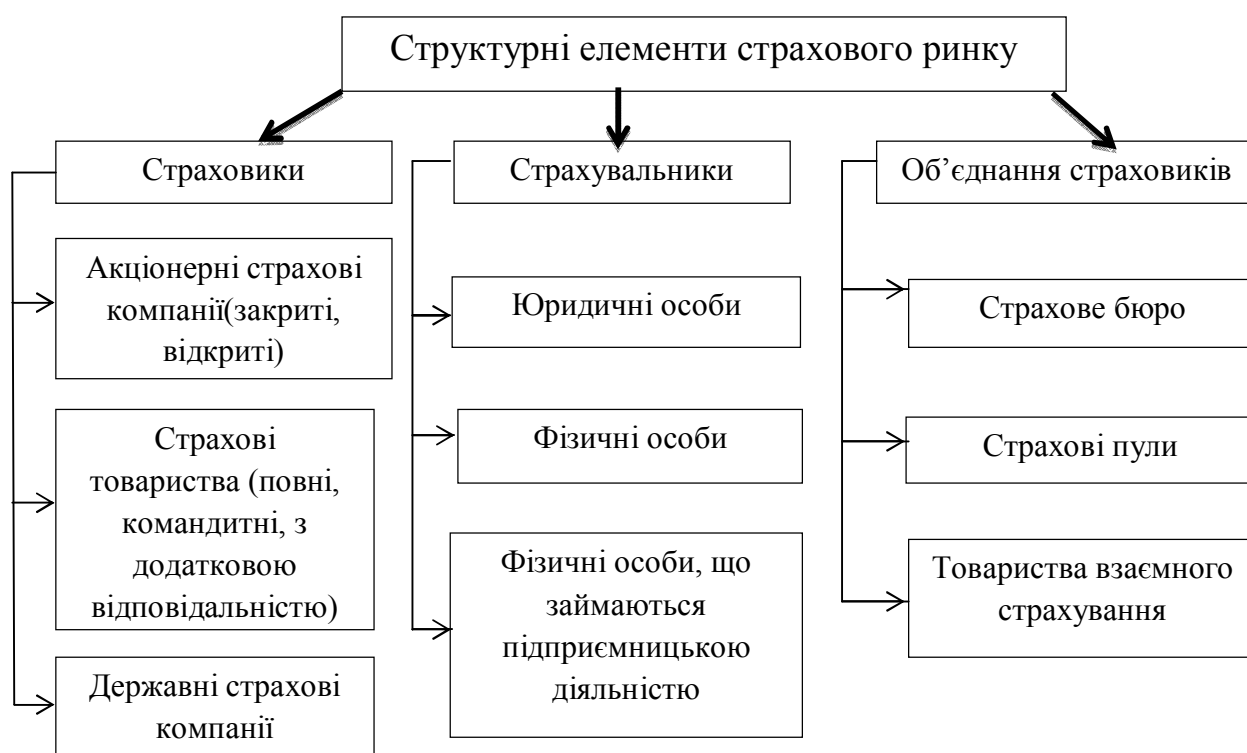 Структурні елементи страхового ринку
Страховики
Акціонерні страхові
компанії(закриті,
відкриті)
Страхові
товариства (повні,
командитні, з
додатковою
відповідальністю)
Державні страхові
компанії
Страхувальники
Юридичні особи
Фізичні особи
Фізичні особи, що
займаються
підприємницькою
діяльністю
Об’єднання страховиків
Страхове бюро
Страхові пули
Товариства взаємного
страхування